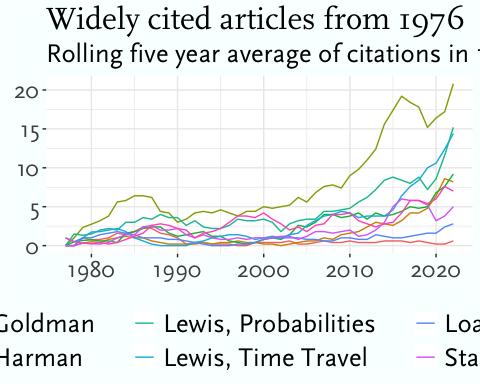 Widely cited articles from 1976
Rolling five year average of citations in
20
15
10
5
0
1980 1990 2000 2010 2020
Goldman Lewis, Probabilities
Harman Lewis, Time Travel